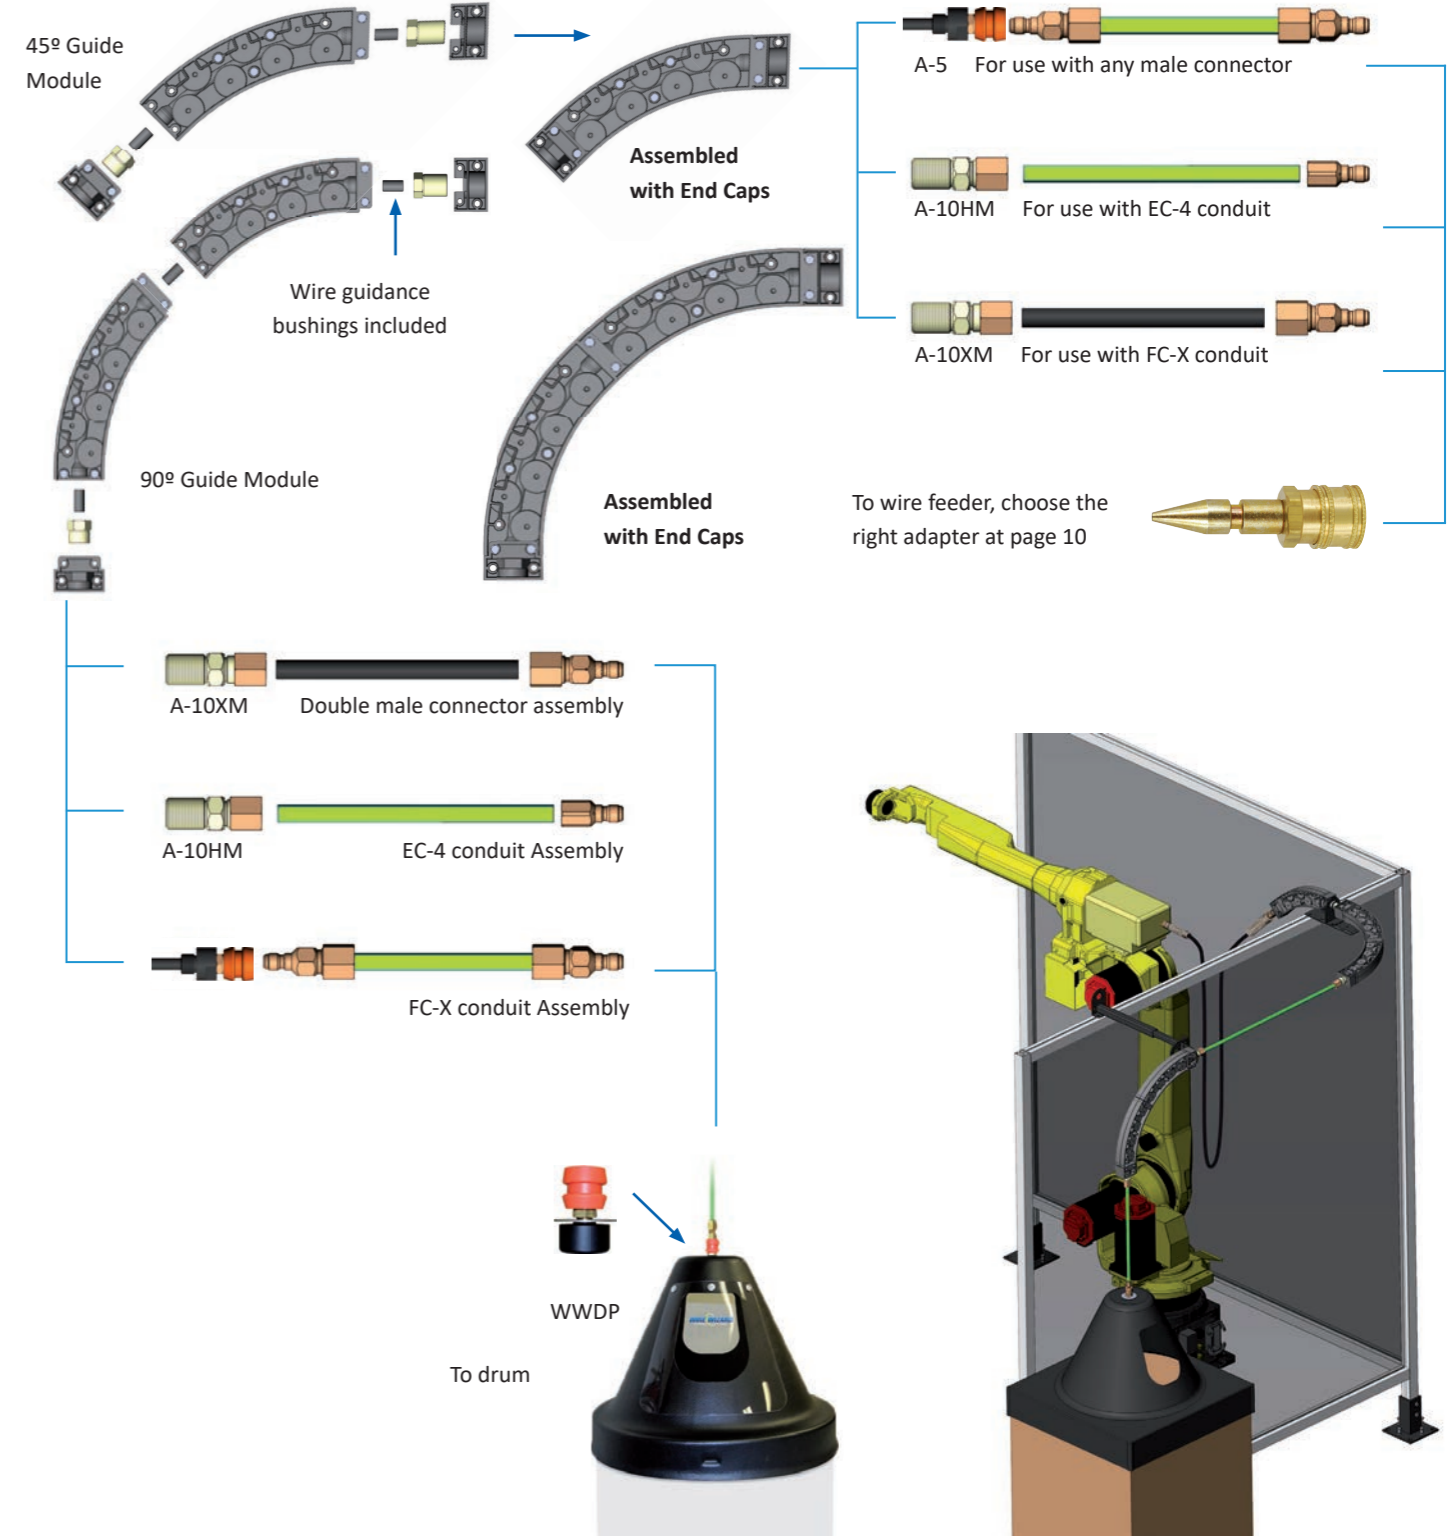 45º Guide
Module
A-5 For use with any male connector
Assembled
with End Caps
A-10HM For use with EC-4 conduit
Wire guidance
bushings included
A-10XM For use with FC-X conduit
90º Guide Module
Assembled
with End Caps
To wire feeder, choose the
right adapter at page 10
A-10XM Double male connector assembly
A-10HM EC-4 conduit Assembly
FC-X conduit Assembly
WWDP
To drum